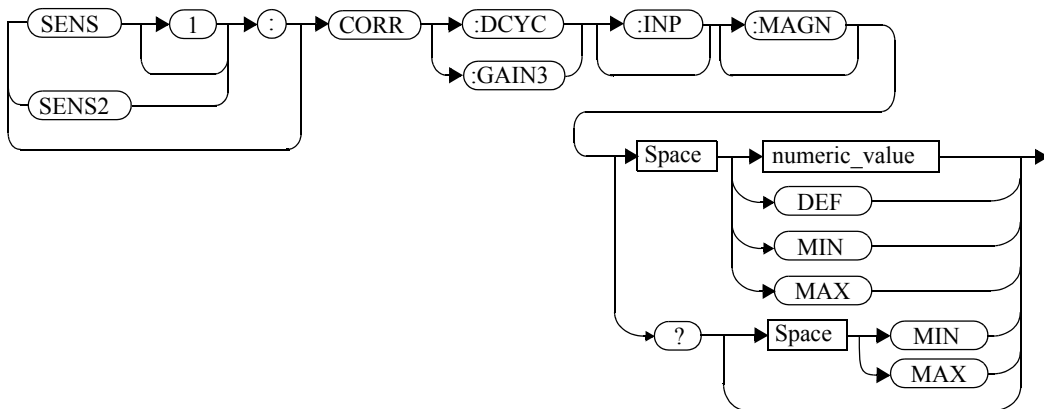 SENS 1 : CORR :DCYC :INP :MAGN
:GAIN3
SENS2
Space numeric_value
DEF
MIN
MAX
? Space MIN
MAX